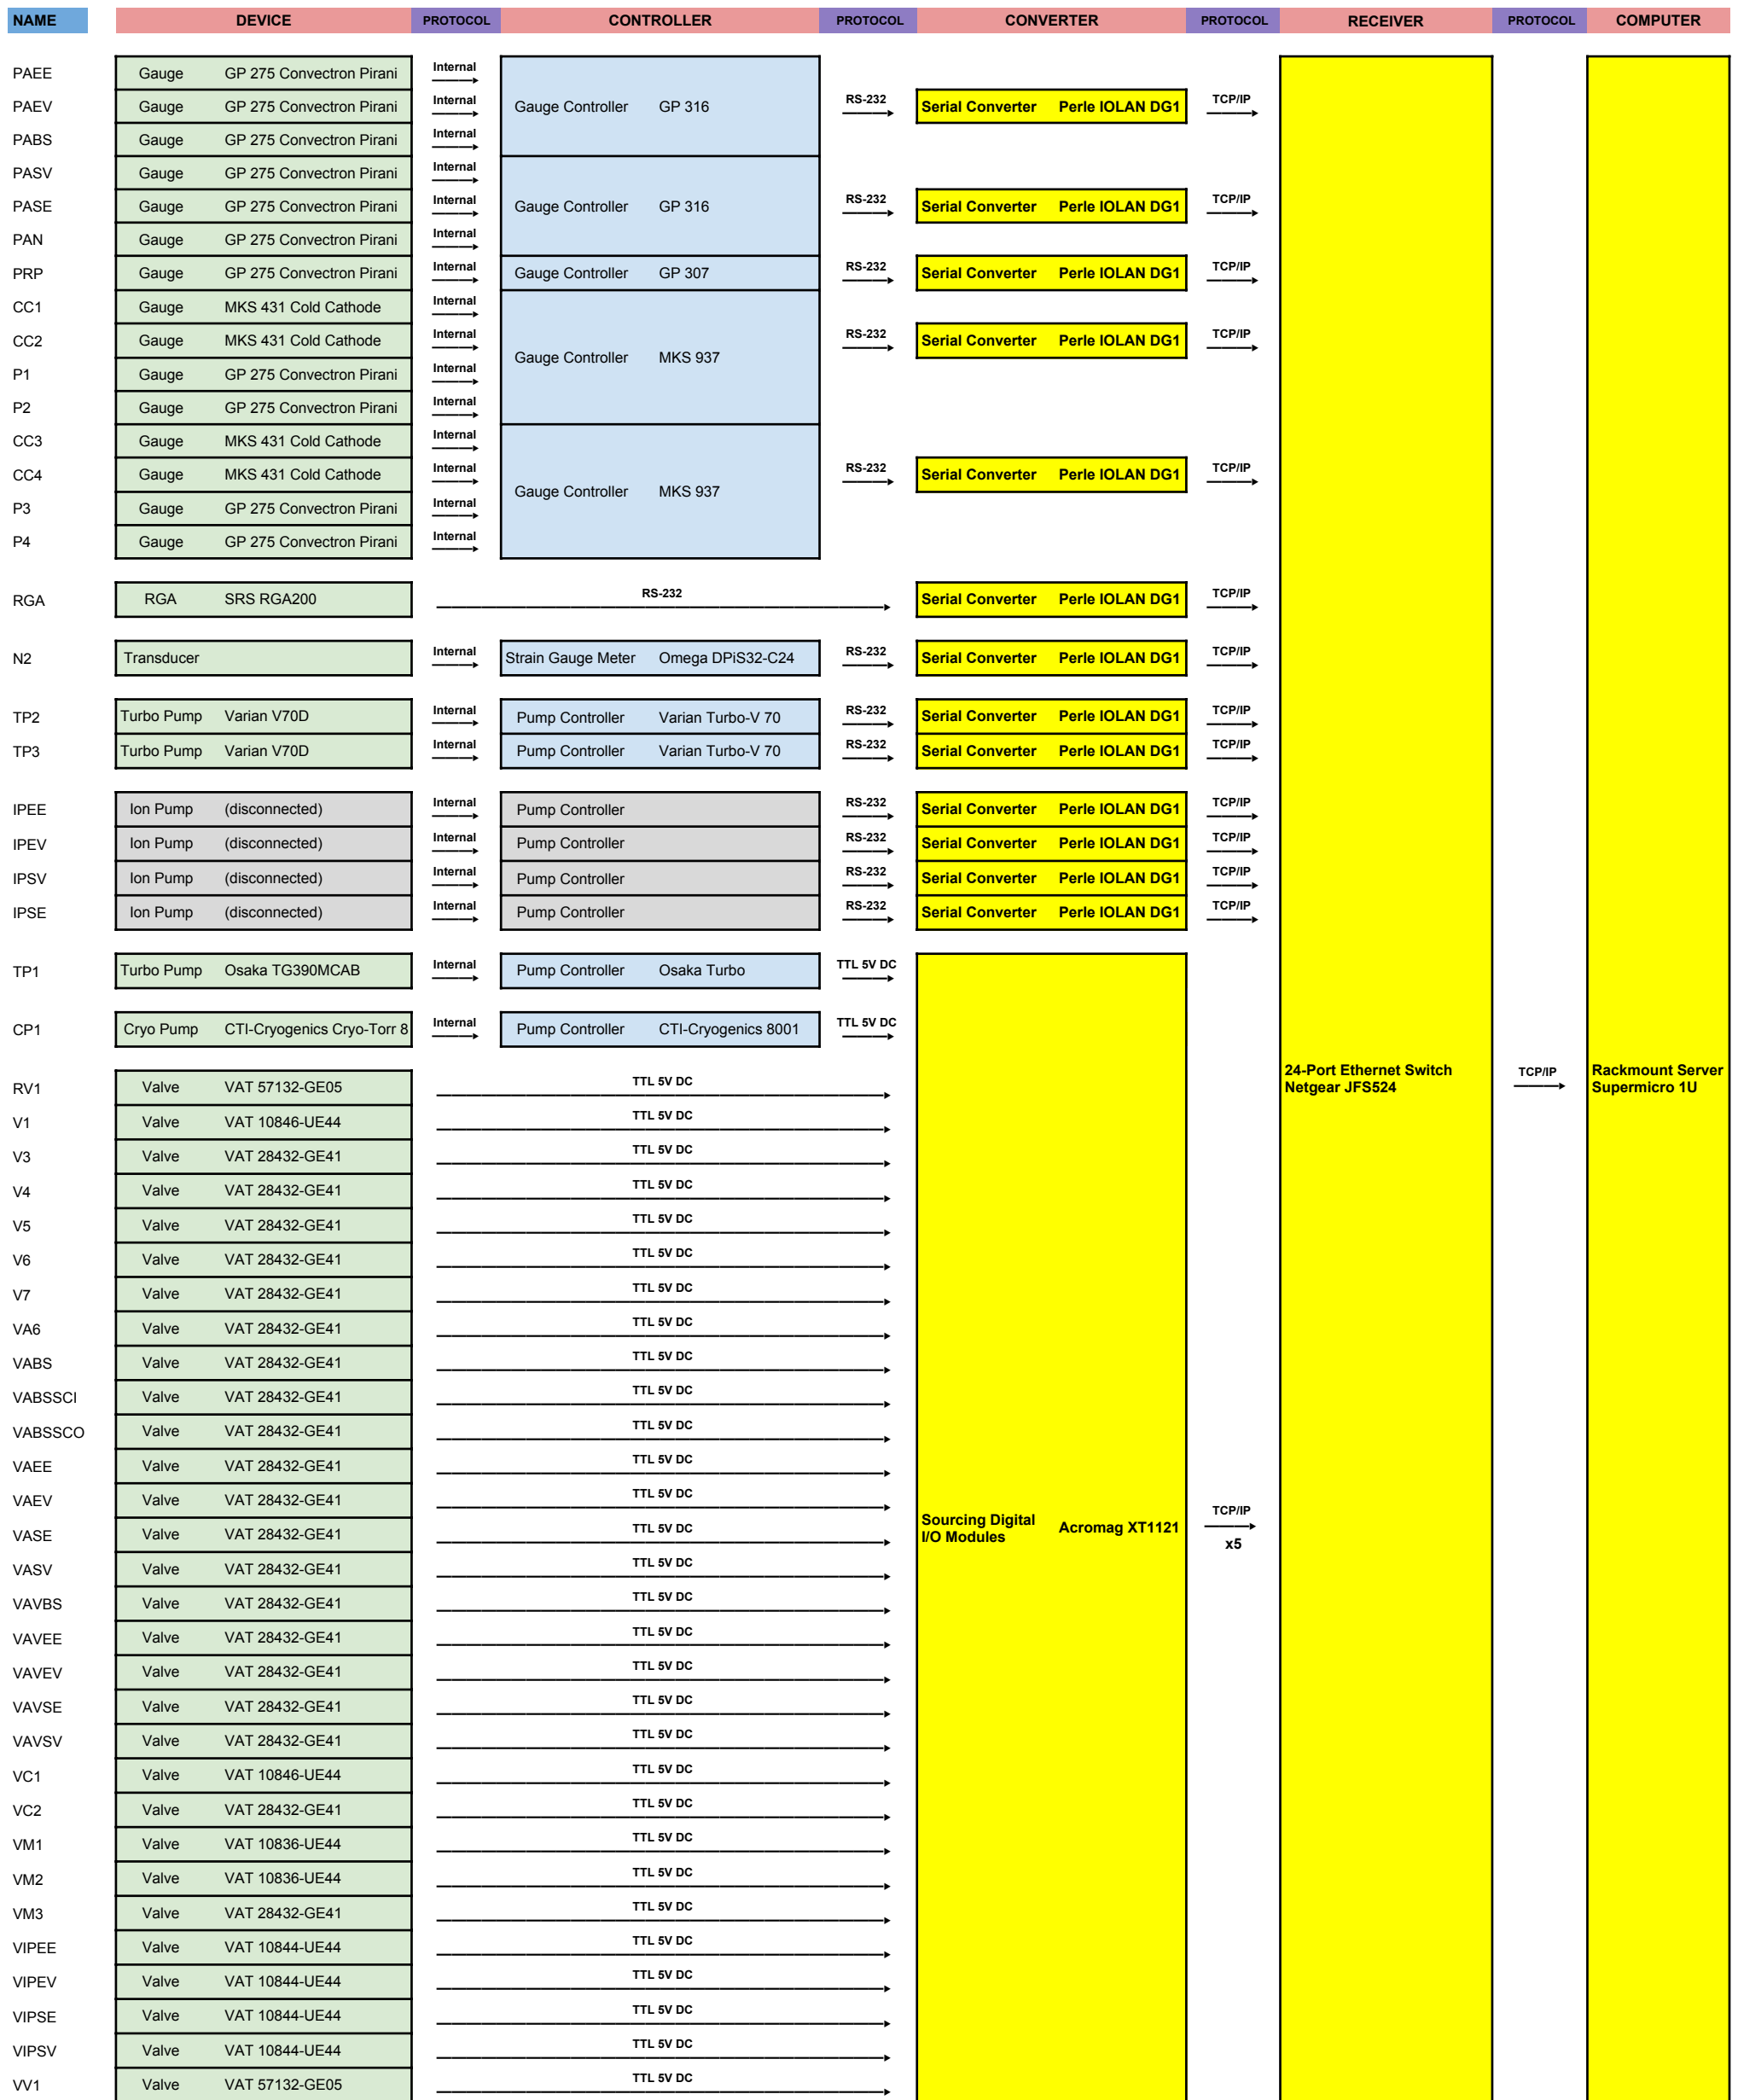 NAME DEVICE PROTOCOL CONTROLLER PROTOCOL CONVERTER PROTOCOL RECEIVER PROTOCOL COMPUTER
PAEE Gauge GP 275 Convectron Pirani Internal
PAEV Gauge GP 275 Convectron Pirani Internal Gauge Controller GP 316 RS-232 Serial Converter Perle IOLAN DG1 TCP/IP
PABS Gauge GP 275 Convectron Pirani Internal
PASV Gauge GP 275 Convectron Pirani Internal
PASE Gauge GP 275 Convectron Pirani Internal Gauge Controller GP 316 RS-232 Serial Converter Perle IOLAN DG1 TCP/IP
PAN Gauge GP 275 Convectron Pirani Internal
PRP Gauge GP 275 Convectron Pirani Internal Gauge Controller GP 307 RS-232 Serial Converter Perle IOLAN DG1 TCP/IP
CC1 Gauge MKS 431 Cold Cathode Internal
CC2 Gauge MKS 431 Cold Cathode Internal RS-232 Serial Converter Perle IOLAN DG1 TCP/IP
Gauge Controller MKS 937
P1 Gauge GP 275 Convectron Pirani Internal
P2 Gauge GP 275 Convectron Pirani Internal
CC3 Gauge MKS 431 Cold Cathode Internal
CC4 Gauge MKS 431 Cold Cathode Internal RS-232 Serial Converter Perle IOLAN DG1 TCP/IP
Gauge Controller MKS 937
P3 Gauge GP 275 Convectron Pirani Internal
P4 Gauge GP 275 Convectron Pirani Internal
RGA RGA SRS RGA200 RS-232 Serial Converter Perle IOLAN DG1 TCP/IP
N2 Transducer Internal Strain Gauge Meter Omega DPiS32-C24 RS-232 Serial Converter Perle IOLAN DG1 TCP/IP
TP2 Turbo Pump Varian V70D Internal Pump Controller Varian Turbo-V 70 RS-232 Serial Converter Perle IOLAN DG1 TCP/IP
TP3 Turbo Pump Varian V70D Internal Pump Controller Varian Turbo-V 70 RS-232 Serial Converter Perle IOLAN DG1 TCP/IP
IPEE Ion Pump (disconnected) Internal Pump Controller RS-232 Serial Converter Perle IOLAN DG1 TCP/IP
IPEV Ion Pump (disconnected) Internal Pump Controller RS-232 Serial Converter Perle IOLAN DG1 TCP/IP
IPSV Ion Pump (disconnected) Internal Pump Controller RS-232 Serial Converter Perle IOLAN DG1 TCP/IP
IPSE Ion Pump (disconnected) Internal Pump Controller RS-232 Serial Converter Perle IOLAN DG1 TCP/IP
TP1 Turbo Pump Osaka TG390MCAB Internal Pump Controller Osaka Turbo TTL 5V DC
CP1 Cryo Pump CTI-Cryogenics Cryo-Torr 8 Internal Pump Controller CTI-Cryogenics 8001 TTL 5V DC
24-Port Ethernet Switch TCP/IP Rackmount Server
Netgear JFS524 Supermicro 1U
RV1 Valve VAT 57132-GE05 TTL 5V DC
V1 Valve VAT 10846-UE44 TTL 5V DC
V3 Valve VAT 28432-GE41 TTL 5V DC
V4 Valve VAT 28432-GE41 TTL 5V DC
V5 Valve VAT 28432-GE41 TTL 5V DC
V6 Valve VAT 28432-GE41 TTL 5V DC
V7 Valve VAT 28432-GE41 TTL 5V DC
VA6 Valve VAT 28432-GE41 TTL 5V DC
VABS Valve VAT 28432-GE41 TTL 5V DC
VABSSCI Valve VAT 28432-GE41 TTL 5V DC
VABSSCO Valve VAT 28432-GE41 TTL 5V DC
VAEE Valve VAT 28432-GE41 TTL 5V DC
VAEV Valve VAT 28432-GE41 TTL 5V DC
Sourcing Digital TCP/IP
I/O Modules Acromag XT1121 x5
VASE Valve VAT 28432-GE41 TTL 5V DC
VASV Valve VAT 28432-GE41 TTL 5V DC
VAVBS Valve VAT 28432-GE41 TTL 5V DC
VAVEE Valve VAT 28432-GE41 TTL 5V DC
VAVEV Valve VAT 28432-GE41 TTL 5V DC
VAVSE Valve VAT 28432-GE41 TTL 5V DC
VAVSV Valve VAT 28432-GE41 TTL 5V DC
VC1 Valve VAT 10846-UE44 TTL 5V DC
VC2 Valve VAT 28432-GE41 TTL 5V DC
VM1 Valve VAT 10836-UE44 TTL 5V DC
VM2 Valve VAT 10836-UE44 TTL 5V DC
VM3 Valve VAT 28432-GE41 TTL 5V DC
VIPEE Valve VAT 10844-UE44 TTL 5V DC
VIPEV Valve VAT 10844-UE44 TTL 5V DC
VIPSE Valve VAT 10844-UE44 TTL 5V DC
VIPSV Valve VAT 10844-UE44 TTL 5V DC
VV1 Valve VAT 57132-GE05 TTL 5V DC